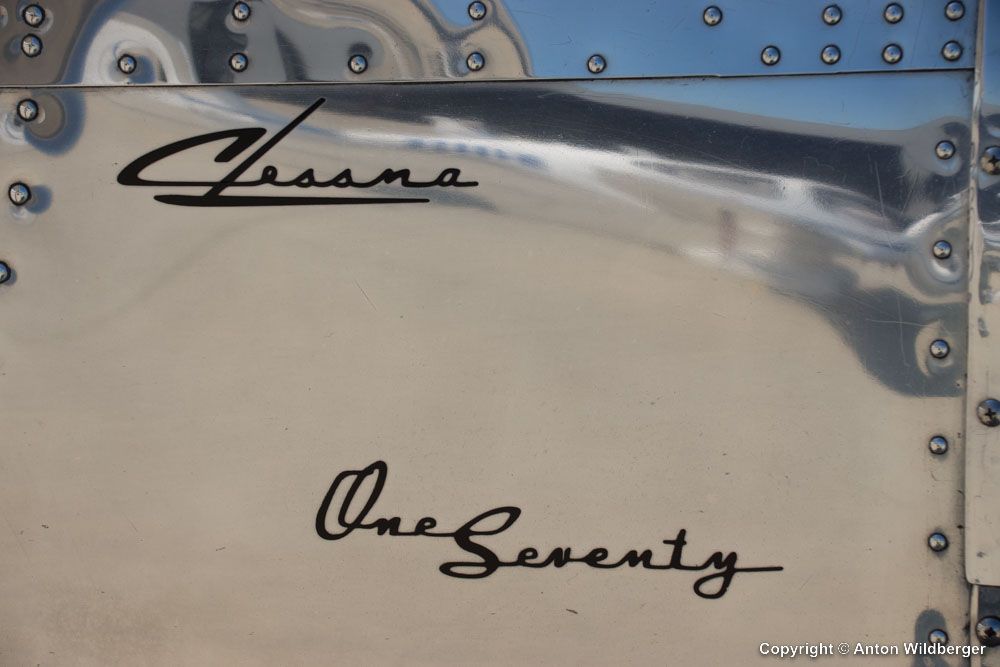 Cessna
One Seventy
Copyright © Anton Wildberger